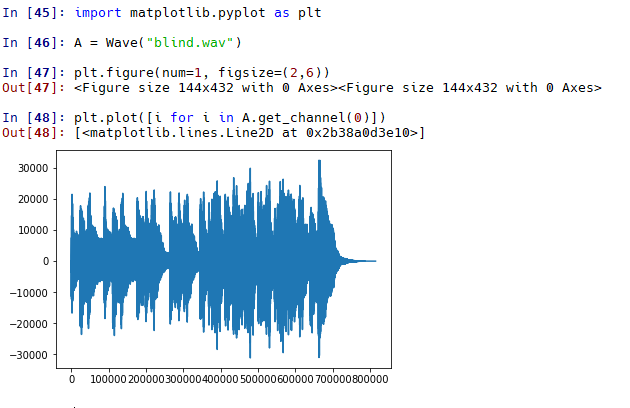 In [45]: import matplotlib.pyplot as plt
In [46]: A = Wave("blind.wav")
In [47]: plt.figure(num=1, figsize=(2,6))
Out[47]: <Figure size 144x432 with 0 Axes><Figure size 144x432 with 0 Axes>
In [48]: plt.plot([i for i in A.get_channel(0)])
Out[48]: [<matplotlib.lines.Line2D at 0x2b38a0d3e10>]
30000
20000
10000
0
−10000
−20000
−30000
0 100000 200000 300000 400000 500000 600000 700000 800000